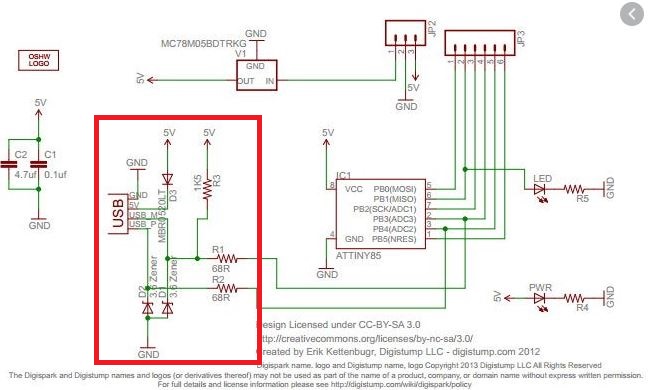 JP2
JP3
GND
MC78M05BDTRKG
V1
GND
5V
OUT
IN
1
2
3
1
2
3
4
5
6
5V
GND
OSHW
LOGO
5V
C2
C1
4.7uf
0.1uf
GND
5V
5V
GND
1K5
R3
D3
MBR0520LT
USB
GND
5V
USB_M
USB_P
R1
68R
R2
68R
D2
3.6 Zener
D1
3.6 Zener
GND
5V
IC1
8
VCC
PB0(MOSI)
5
PB1(MISO)
6
PB2(SCK/ADC1)
7
PB3(ADC3)
2
4
GND
PB4(ADC2)
3
PB5(NRES)
1
ATTINY85
GND
LED
R5
GND
5V
PWR
R4
GND
Design Licensed under CC-BY-SA 3.0
http://creativecommons.org/licenses/by-nc-sa/3.0/
Created by Erik Kettenburg, Digistump LLC - digistump.com 2012
Digispark name, logo and Digistump name, logo Copyright 2013 Digistump LLC All Rights Reserved
The Digispark and Digistump names and logos (or derivatives thereof) may not be used as part of the name of a product, company, or domain name without express written permission.
For full details and license information please see http://digistump.com/wiki/digispark/policy